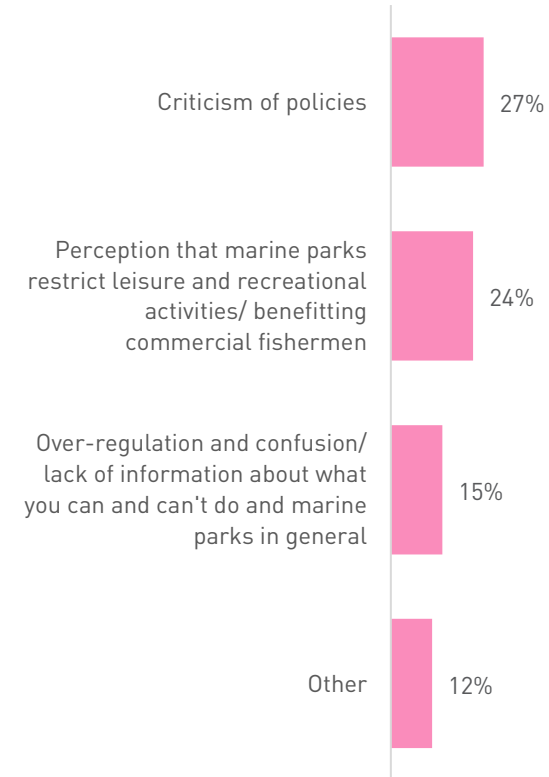 Criticism of policies
27%
Perception that marine parks
restrict leisure and recreational
activities/ benefitting
commercial fishermen
24%
Over-regulation and confusion/
lack of information about what
you can and can't do and marine
parks in general
15%
Other
12%